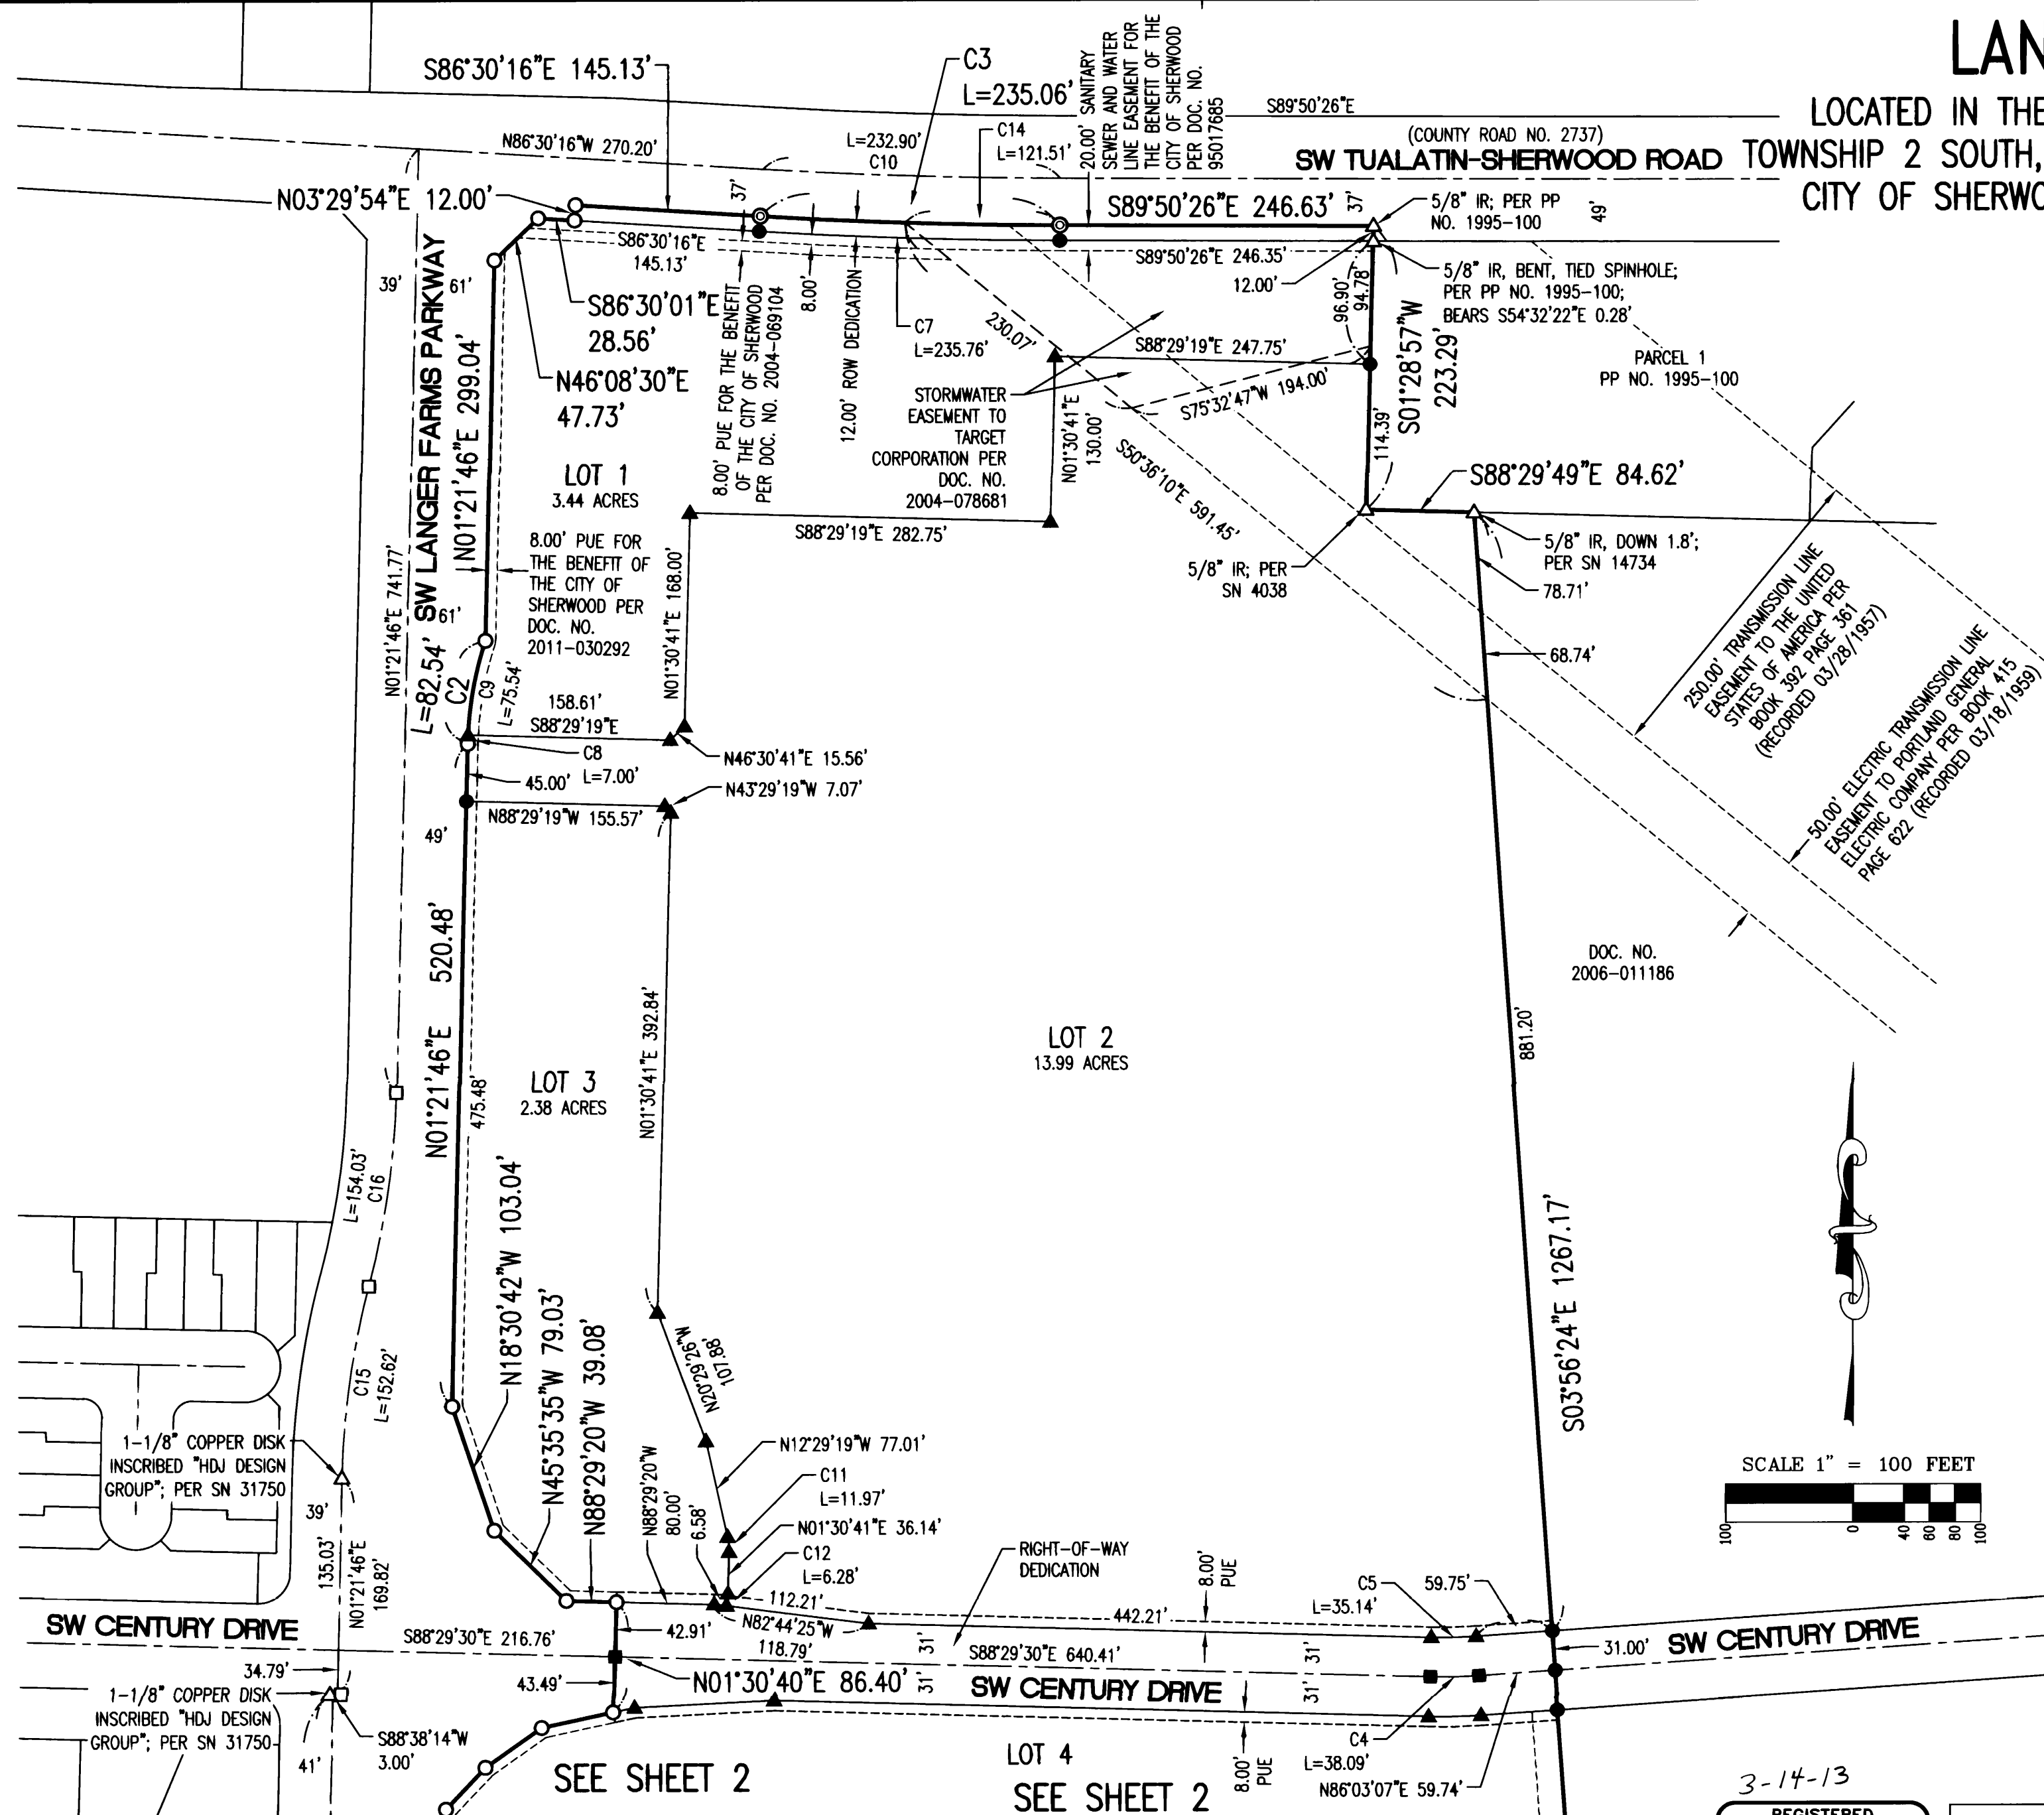 LAN
LOCATED IN THE
TOWNSHIP 2 SOUTH,
CITY OF SHERWO
S86°30'16"E 145.13'
C3
L=235.06'
20.00' SANITARY
SEWER AND WATER
LINE EASEMENT FOR
THE BENEFIT OF THE
CITY OF SHERWOOD
PER DOC. NO.
95017685
S89°50'26"E
(COUNTY ROAD NO. 2737)
SW TUALATIN-SHERWOOD ROAD
N86°30'16"W 270.20'
L=232.90'
C10
C14
L=121.51'
N03°29'54"E 12.00'
37'
S89°50'26"E 246.63'
37'
5/8" IR; PER PP
NO. 1995-100
49'
S86°30'16"E
145.13'
S89°50'26"E 246.35'
12.00'
5/8" IR, BENT, TIED SPINHOLE;
PER PP NO. 1995-100;
BEARS S54°32'22"E 0.28'
39'
61'
S86°30'01"E
28.56'
N46°08'30"E
47.73'
8.00' PUE FOR THE BENEFIT
OF THE CITY OF SHERWOOD
PER DOC. NO. 2004-069104
8.00'
12.00' ROW DEDICATION
C7
L=235.76'
230.07'
96.90'
94.78'
S01°28'57"W
223.29'
S88°29'19"E 247.75'
PARCEL 1
PP NO. 1995-100
STORMWATER
EASEMENT TO
TARGET
CORPORATION PER
DOC. NO.
2004-078681
S75°32'47"W 194.00'
N01°30'41"E
130.00'
114.39'
SW LANGER FARMS PARKWAY
N01°21'46"E 299.04'
LOT 1
3.44 ACRES
S50°36'10"E 591.45'
S88°29'49"E 84.62'
S88°29'19"E 282.75'
8.00' PUE FOR
THE BENEFIT OF
THE CITY OF
SHERWOOD PER
DOC. NO.
2011-030292
N01°30'41"E 168.00'
5/8" IR; PER
SN 4038
5/8" IR, DOWN 1.8';
PER SN 14734
78.71'
68.74'
250.00' TRANSMISSION LINE
EASEMENT TO THE UNITED
STATES OF AMERICA PER
BOOK 392 PAGE 361
(RECORDED 03/28/1957)
50.00' ELECTRIC TRANSMISSION LINE
EASEMENT TO PORTLAND GENERAL
ELECTRIC COMPANY PER BOOK 415
PAGE 622 (RECORDED 03/18/1959)
N01°21'46"E 741.77'
61'
L=82.54'
C2
C9
L=75.54'
158.61'
S88°29'19"E
C8
L=7.00'
45.00'
N46°30'41"E 15.56'
N43°29'19"W 7.07'
N88°29'19"W 155.57'
49'
N01°21'46"E 520.48'
475.48'
N01°30'41"E 392.84'
DOC. NO.
2006-011186
LOT 2
13.99 ACRES
LOT 3
2.38 ACRES
881.20'
S03°56'24"E 1267.17'
L=154.03'
C16
C15
L=152.62'
N18°30'42"W 103.04'
N45°35'35"W 79.03'
N88°29'20"W 39.08'
N20°29'26"W
107.88'
1-1/8" COPPER DISK
INSCRIBED "HDJ DESIGN
GROUP"; PER SN 31750
39'
135.03'
N01°21'46"E
169.82'
N88°29'20"W
80.00'
6.58'
N12°29'19"W 77.01'
C11
L=11.97'
N01°30'41"E 36.14'
C12
L=6.28'
RIGHT-OF-WAY
DEDICATION
8.00'
PUE
C5
L=35.14'
59.75'
SCALE 1" = 100 FEET
100
0
40
60
80
100
SW CENTURY DRIVE
S88°29'30"E 216.76'
42.91'
112.21'
N82°44'25"W
118.79'
442.21'
31'
31'
S88°29'30"E 640.41'
31'
31'
31.00'
SW CENTURY DRIVE
34.79'
43.49'
N01°30'40"E 86.40'
SW CENTURY DRIVE
1-1/8" COPPER DISK
INSCRIBED "HDJ DESIGN
GROUP"; PER SN 31750
S88°38'14"W
3.00'
41'
SEE SHEET 2
LOT 4
SEE SHEET 2
8.00'
PUE
C4
L=38.09'
N86°03'07"E 59.74'
3-14-13
REGISTERED